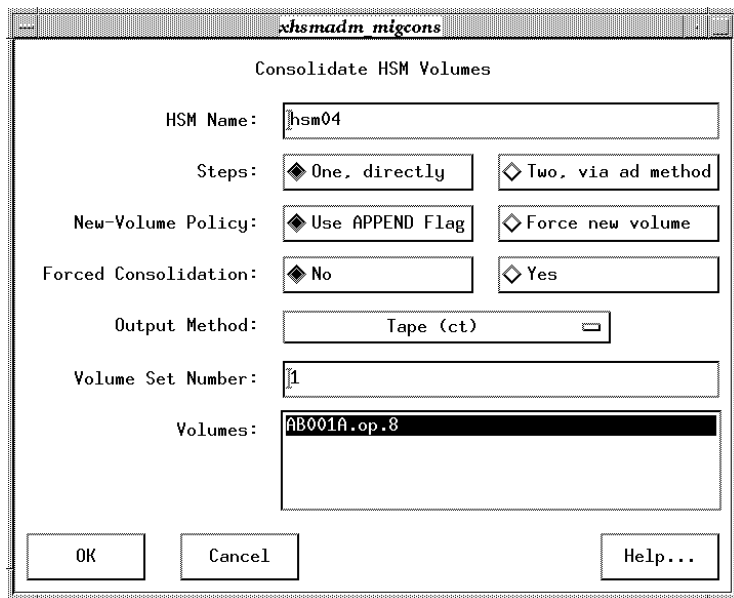 xhsmadm_migcons
Consolidate HSM Volumes
HSM Name: hsm04
Steps: One, directly Two, via ad method
New-Volume Policy: Use APPEND Flag Force new volume
Forced Consolidation: No Yes
Output Method: Tape (ct)
Volume Set Number: 1
Volumes: AB001A.op.8
OK Cancel Help...